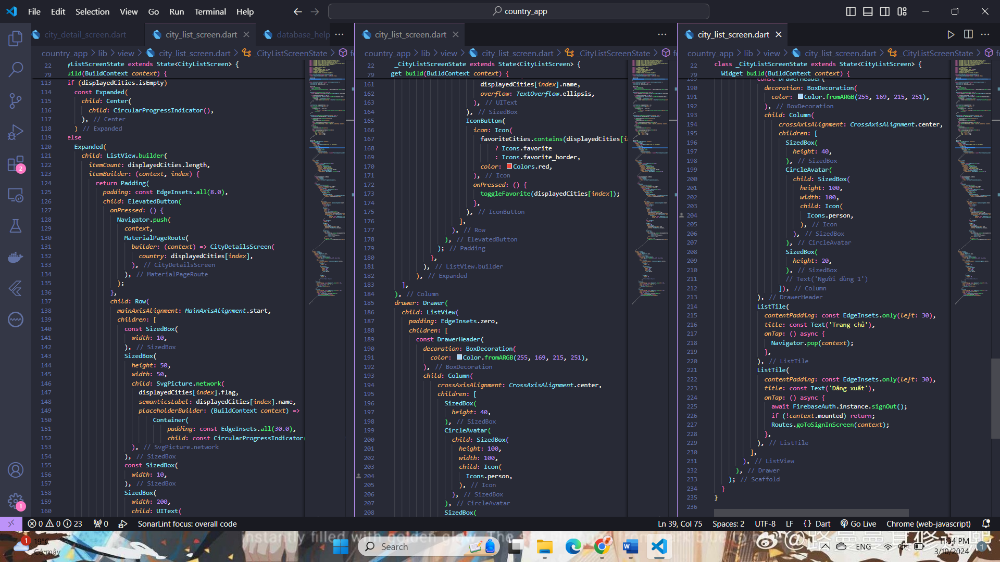 File Edit Selection View Go Run Terminal Help
country_app
city_detail_screen.dart
city_list_screen.dart
database_help
city_list_screen.dart
city_list_screen.dart
country_app > lib > view > city_list_screen.dart > _CityListScreenState >
22 yListScreenState extends State<CityListScreen> {
79 uild(BuildContext context) {
113 if (displayedCities.isEmpty)
114 const Expanded(
115 child: Center(
116 child: CircularProgressIndicator(),
117 ), // Center
118 ) // Expanded
119 else
120 Expanded(
121 child: ListView.builder(
122 itemCount: displayedCities.length,
123 itemBuilder: (context, index) {
124 return Padding(
125 padding: const EdgeInsets.all(8.0),
126 child: ElevatedButton(
127 onPressed: () {
128 Navigator.push(
129 context,
130 MaterialPageRoute(
131 builder: (context) => CityDetailsScreen(
132 country: displayedCities[index],
133 ), // CityDetailsScreen
134 ), // MaterialPageRoute
135 );
136 },
137 child: Row(
138 mainAxisAlignment: MainAxisAlignment.start,
139 children: [
140 const SizedBox(
141 width: 10,
142 ), // SizedBox
143 SizedBox(
144 height: 50,
145 width: 50,
146 child: SvgPicture.network(
147 displayedCities[index].flag,
148 semanticsLabel: displayedCities[index].name,
149 placeholderBuilder: (BuildContext context) =>
150 Container(
151 padding: const EdgeInsets.all(30.0),
152 child: const CircularProgressIndicator(
153 ), // SvgPicture.network
154 ), // SizedBox
155 const SizedBox(
156 width: 10,
157 ), // SizedBox
158 SizedBox(
159 width: 200,
160 child: UIText(
country_app > lib > view > city_list_screen.dart > _CityListScreenState >
22 _CityListScreenState extends State<CityListScreen> {
79 get build(BuildContext context) {
161 displayedCities[index].name,
162 overflow: TextOverflow.ellipsis,
163 ), // UIText
164 ), // SizedBox
165 IconButton(
166 icon: Icon(
167 favoriteCities.contains(displayedCities[i
168 ? Icons.favorite
169 : Icons.favorite_border,
170 color: Colors.red,
171 ), // Icon
172 onPressed: () {
173 toggleFavorite(displayedCities[index]);
174 },
175 ), // IconButton
176 ],
177 ), // Row
178 ), // ElevatedButton
179 ); // Padding
180 },
181 ), // ListView.builder
182 ), // Expanded
183 ],
184 ), // Column
185 drawer: Drawer(
186 child: ListView(
187 padding: EdgeInsets.zero,
188 children: [
189 const DrawerHeader(
190 decoration: BoxDecoration(
191 color: Color.fromARGB(255, 169, 215, 251),
192 ), // BoxDecoration
193 child: Column(
194 crossAxisAlignment: CrossAxisAlignment.center,
195 children: [
196 SizedBox(
197 height: 40,
198 ), // SizedBox
199 CircleAvatar(
200 child: SizedBox(
201 height: 100,
202 width: 100,
203 child: Icon(
204 Icons.person,
205 ), // Icon
206 ), // SizedBox
207 ), // CircleAvatar
208 SizedBox(
country_app > lib > view > city_list_screen.dart > _CityListScreenState >
22 class _CityListScreenState extends State<CityListScreen> {
79 Widget build(BuildContext context) {
189 const DrawerHeader(
190 decoration: BoxDecoration(
191 color: Color.fromARGB(255, 169, 215, 251),
192 ), // BoxDecoration
193 child: Column(
194 crossAxisAlignment: CrossAxisAlignment.center,
195 children: [
196 SizedBox(
197 height: 40,
198 ), // SizedBox
199 CircleAvatar(
200 child: SizedBox(
201 height: 100,
202 width: 100,
203 child: Icon(
204 Icons.person,
205 ), // Icon
206 ), // SizedBox
207 ), // CircleAvatar
208 SizedBox(
209 height: 20,
210 ), // SizedBox
211 // Text('Người dùng 1')
212 ]), // Column
213 ), // DrawerHeader
214 ListTile(
215 contentPadding: const EdgeInsets.only(left: 30),
216 title: const Text('Trang chủ'),
217 onTap: () async {
218 Navigator.pop(context);
219 },
220 ), // ListTile
221 ListTile(
222 contentPadding: const EdgeInsets.only(left: 30),
223 title: const Text('Đăng xuất'),
224 onTap: () async {
225 await FirebaseAuth.instance.signOut();
226 if (!context.mounted) return;
227 Routes.goToSignInScreen(context);
228 },
229 ), // ListTile
230 ],
231 ), // ListView
232 ), // Drawer
233 ); // Scaffold
234 }
235 }
236
2
1
0 0 23 0 SonarLint focus: overall code
Ln 39, Col 75 Spaces: 2 UTF-8 LF {} Dart Go Live Chrome (web-javascript)
instantly filled with golden glow
1
19°C
Có mây
Search
W
ENG
11:34 PM
3/10/2024
1